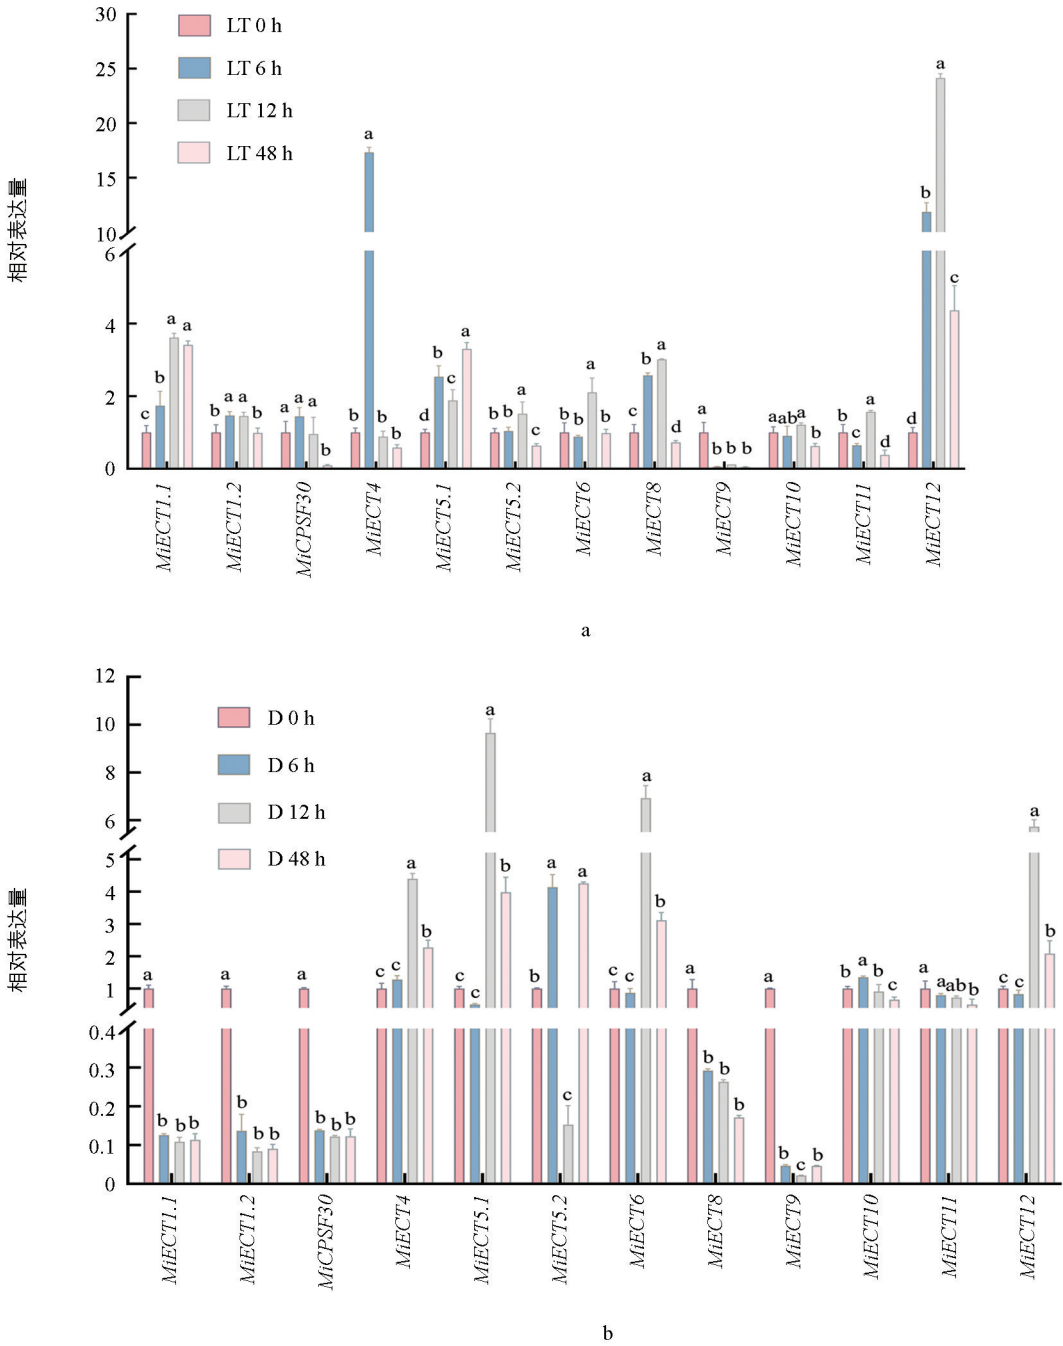 30
25
20
15
10
6
4
2
0
相对表达量
LT 0 h
LT 6 h
LT 12 h
LT 48 h
c b a a
b a a b
a a a b
b a b b
d b c a
b b a c
b b a b
c b a d
a b b b
a ab a b
b c a d
d b a c
MiECT1.1
MiECT1.2
MiCPSF30
MiECT4
MiECT5.1
MiECT5.2
MiECT6
MiECT8
MiECT9
MiECT10
MiECT11
MiECT12
a
12
10
8
6
5
4
3
2
1
0.4
0.3
0.2
0.1
0
相对表达量
D 0 h
D 6 h
D 12 h
D 48 h
a b b b
a b b b
a b b b
c c a b
c c a b
b a c a
c c a b
a b b b
a b c b
b a b c
a a ab b
c c a b
MiECT1.1
MiECT1.2
MiCPSF30
MiECT4
MiECT5.1
MiECT5.2
MiECT6
MiECT8
MiECT9
MiECT10
MiECT11
MiECT12
b